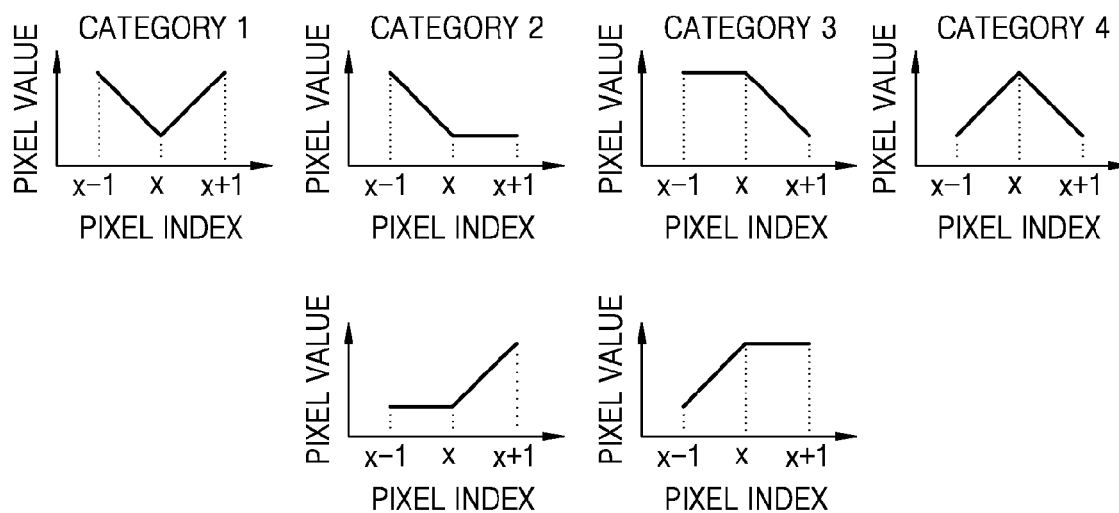 CATEGORY 1
PIXEL VALUE
x-1 x x+1
PIXEL INDEX
CATEGORY 2
PIXEL VALUE
x-1 x x+1
PIXEL INDEX
CATEGORY 3
PIXEL VALUE
x-1 x x+1
PIXEL INDEX
CATEGORY 4
PIXEL VALUE
x-1 x x+1
PIXEL INDEX
PIXEL VALUE
x-1 x x+1
PIXEL INDEX
PIXEL VALUE
x-1 x x+1
PIXEL INDEX